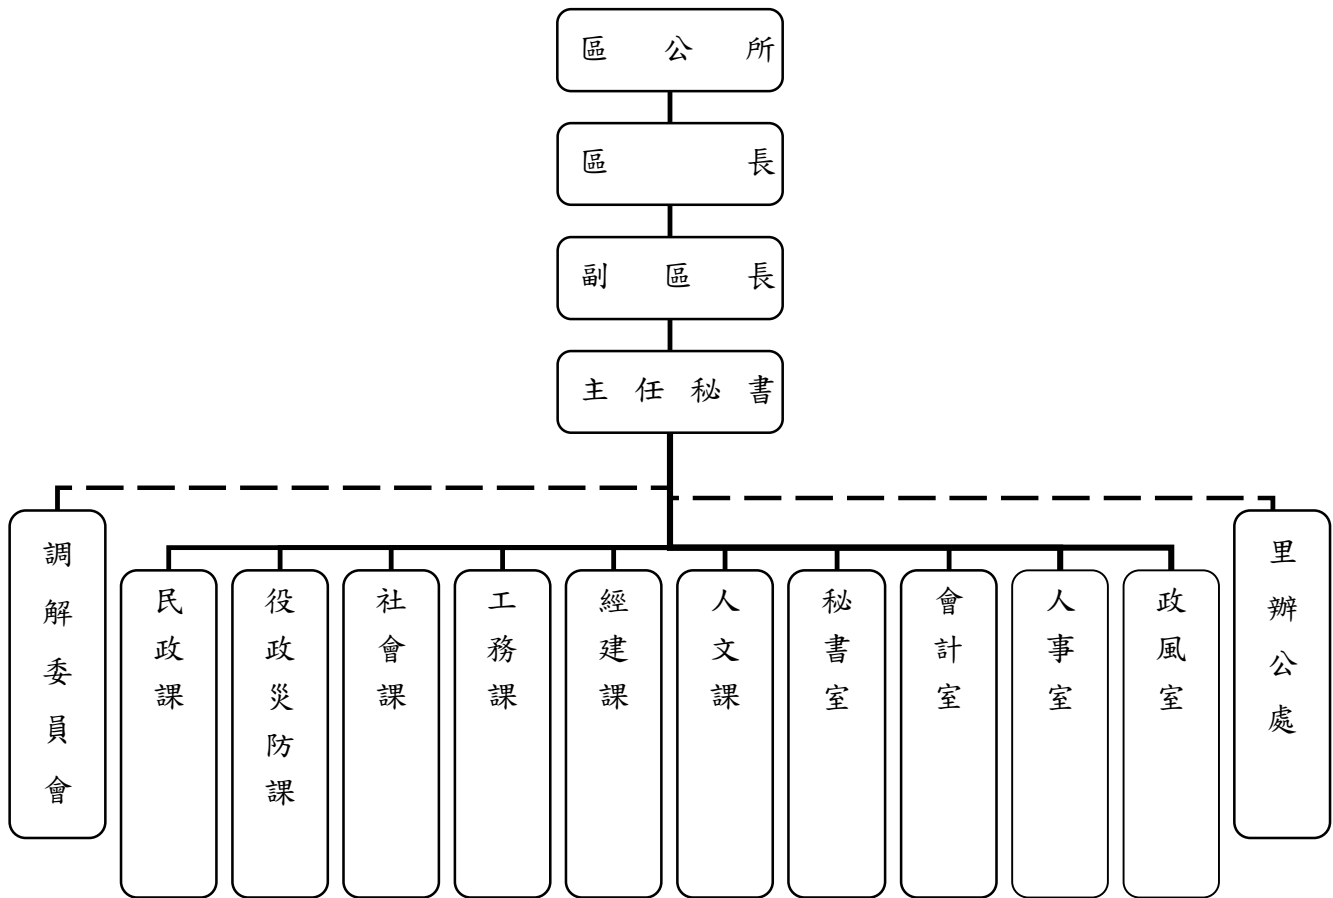 區公所
區長
副區長
主任秘書
調解委員會
民政課
役政災防課
社會課
工務課
經建課
人文課
秘書室
會計室
人事室
政風室
里辦公處